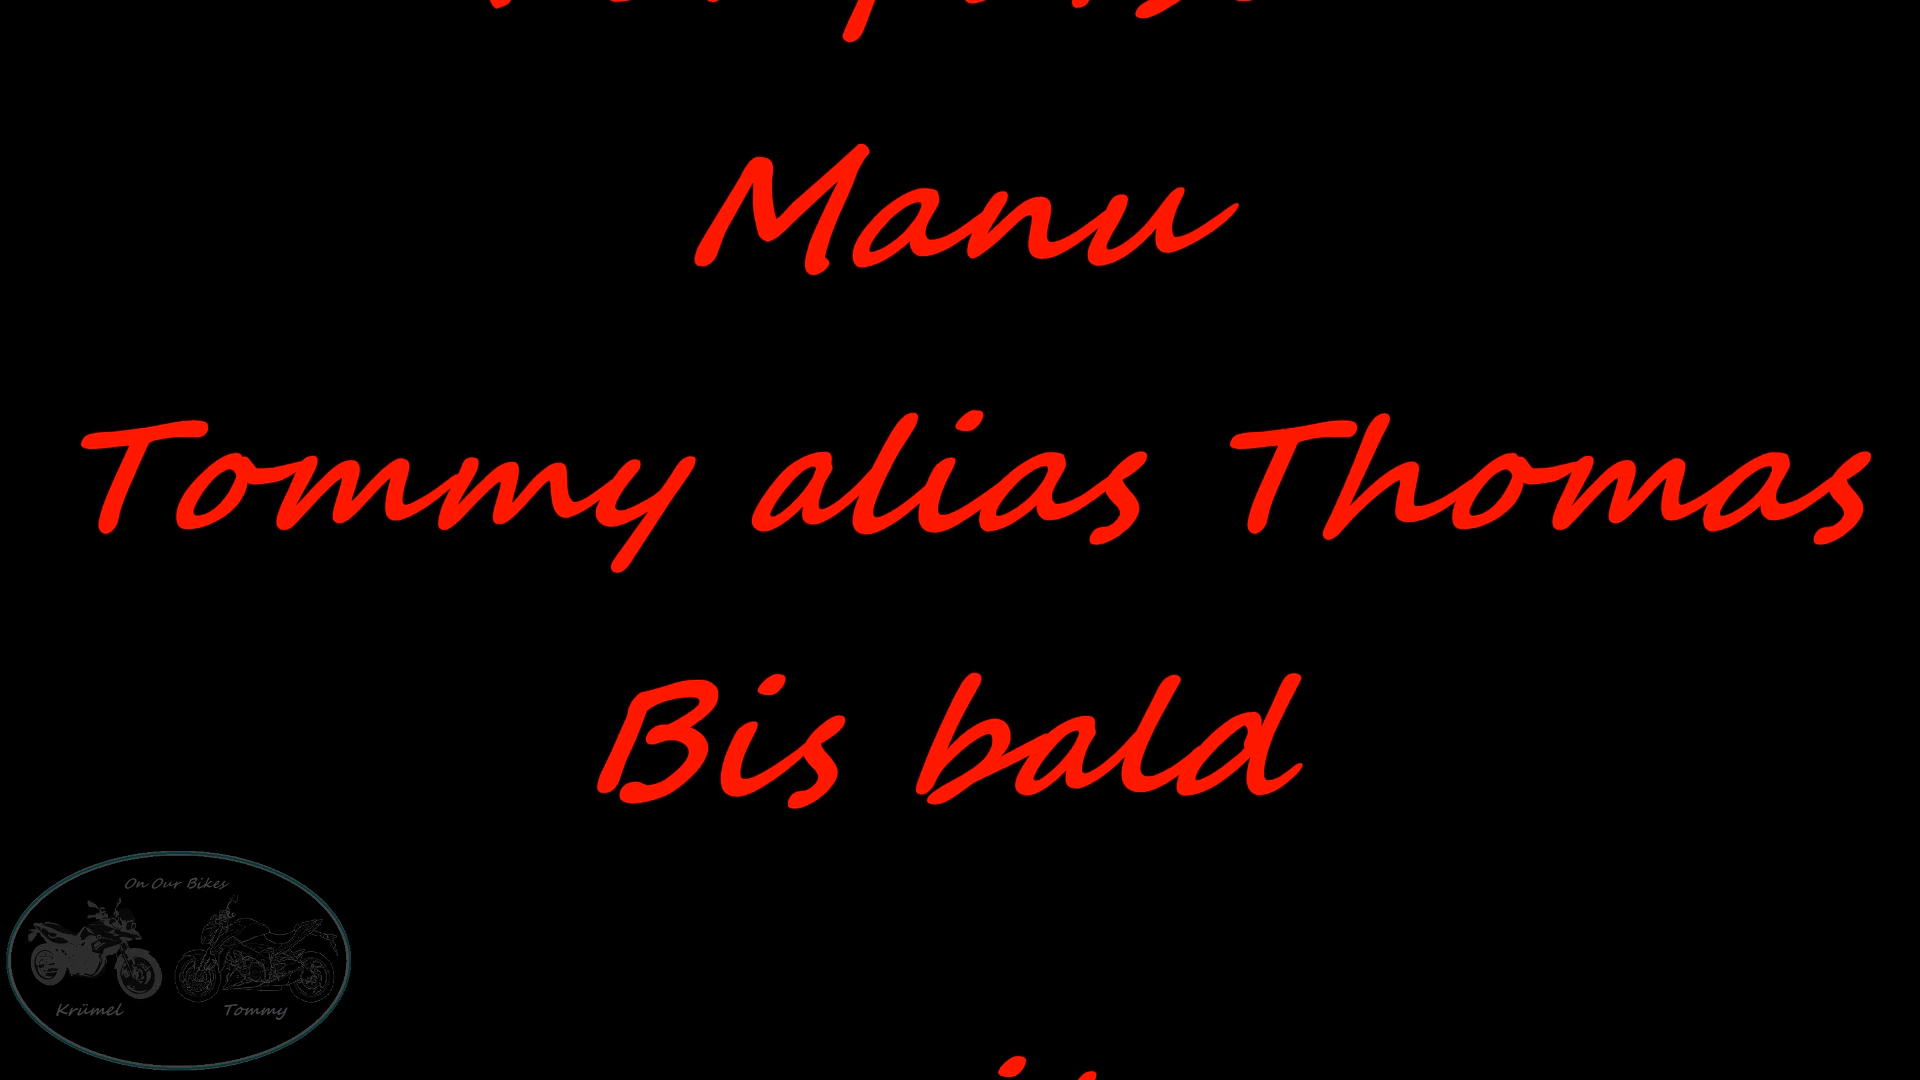 Manu
Tommy alias Thomas
Bis bald
On Our Bikes
Krümel
Tommy